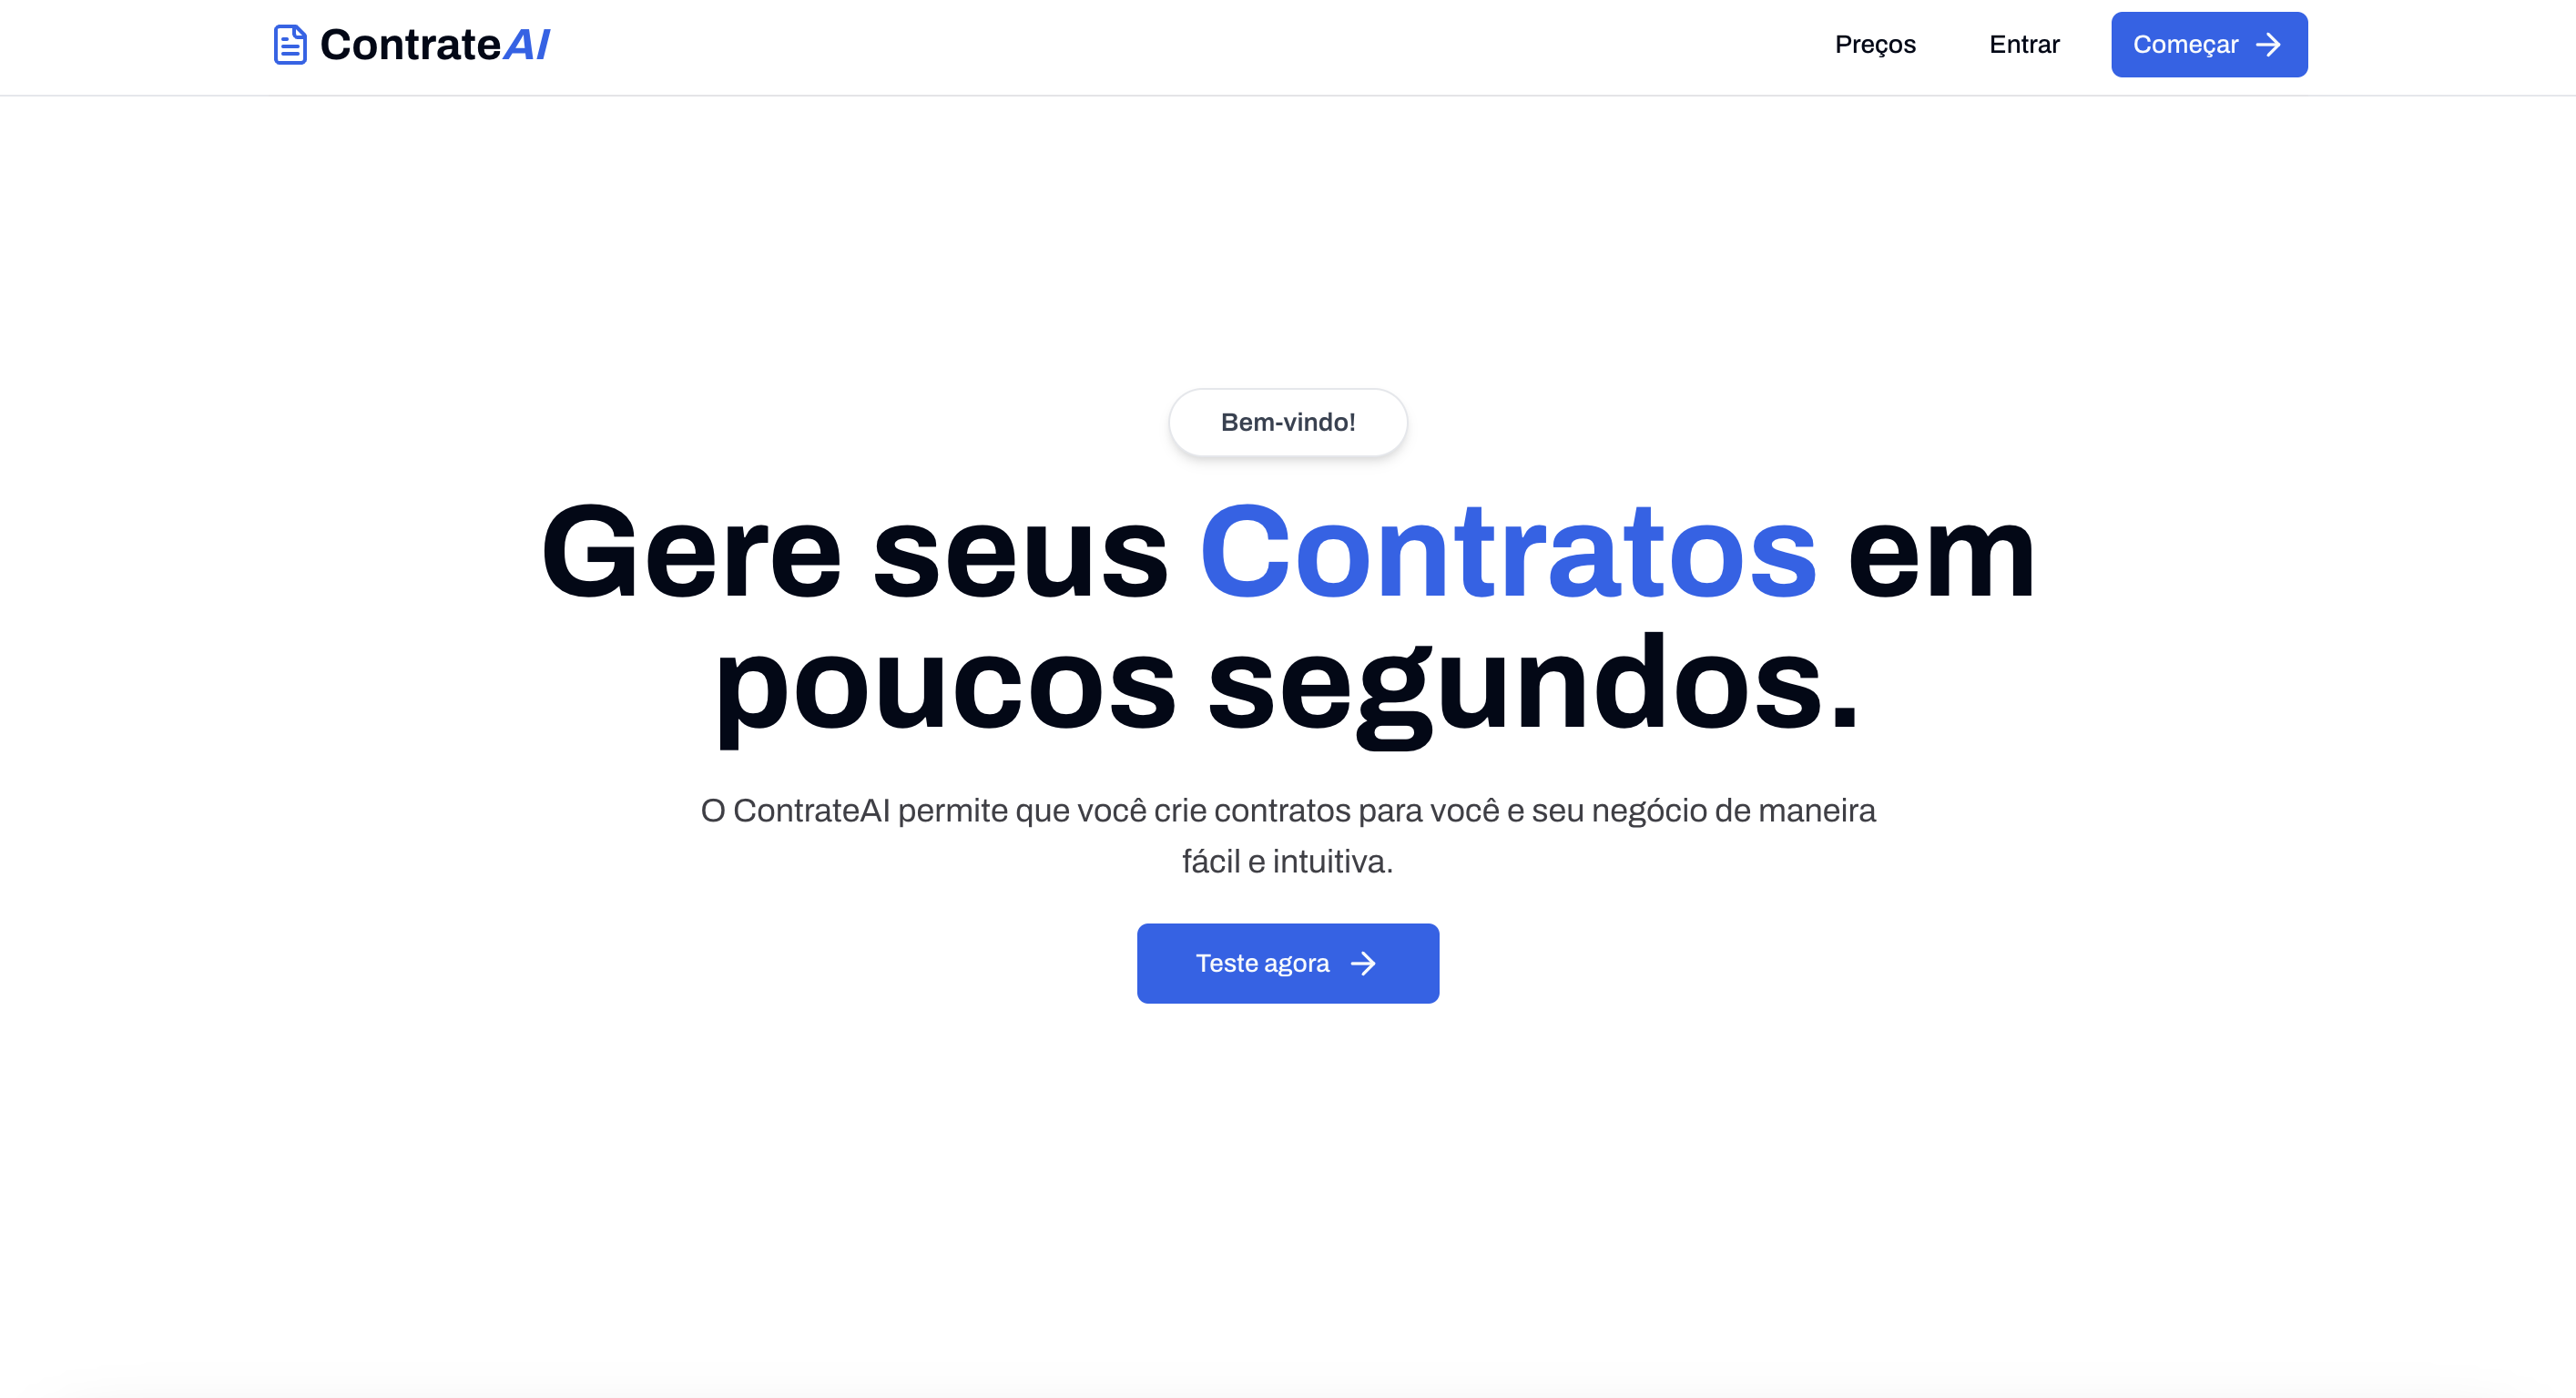 ContrateAI
Preços
Entrar
Começar
Bem-vindo!
Gere seus Contratos em
poucos segundos.
O ContrateAI permite que você crie contratos para você e seu negócio de maneira
fácil e intuitiva.
Teste agora